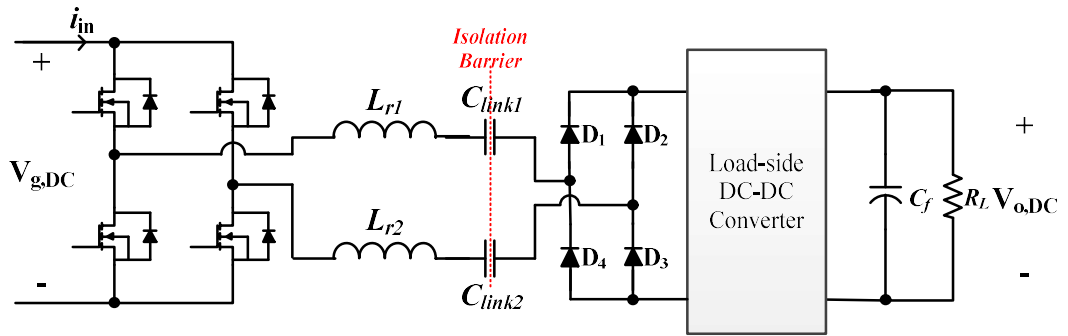 i_in
+
V_g,DC
-
L_r1
L_r2
Isolation
Barrier
C_link1
C_link2
D_1
D_2
D_4
D_3
Load-side
DC-DC
Converter
C_f
R_L
+
V_o,DC
-